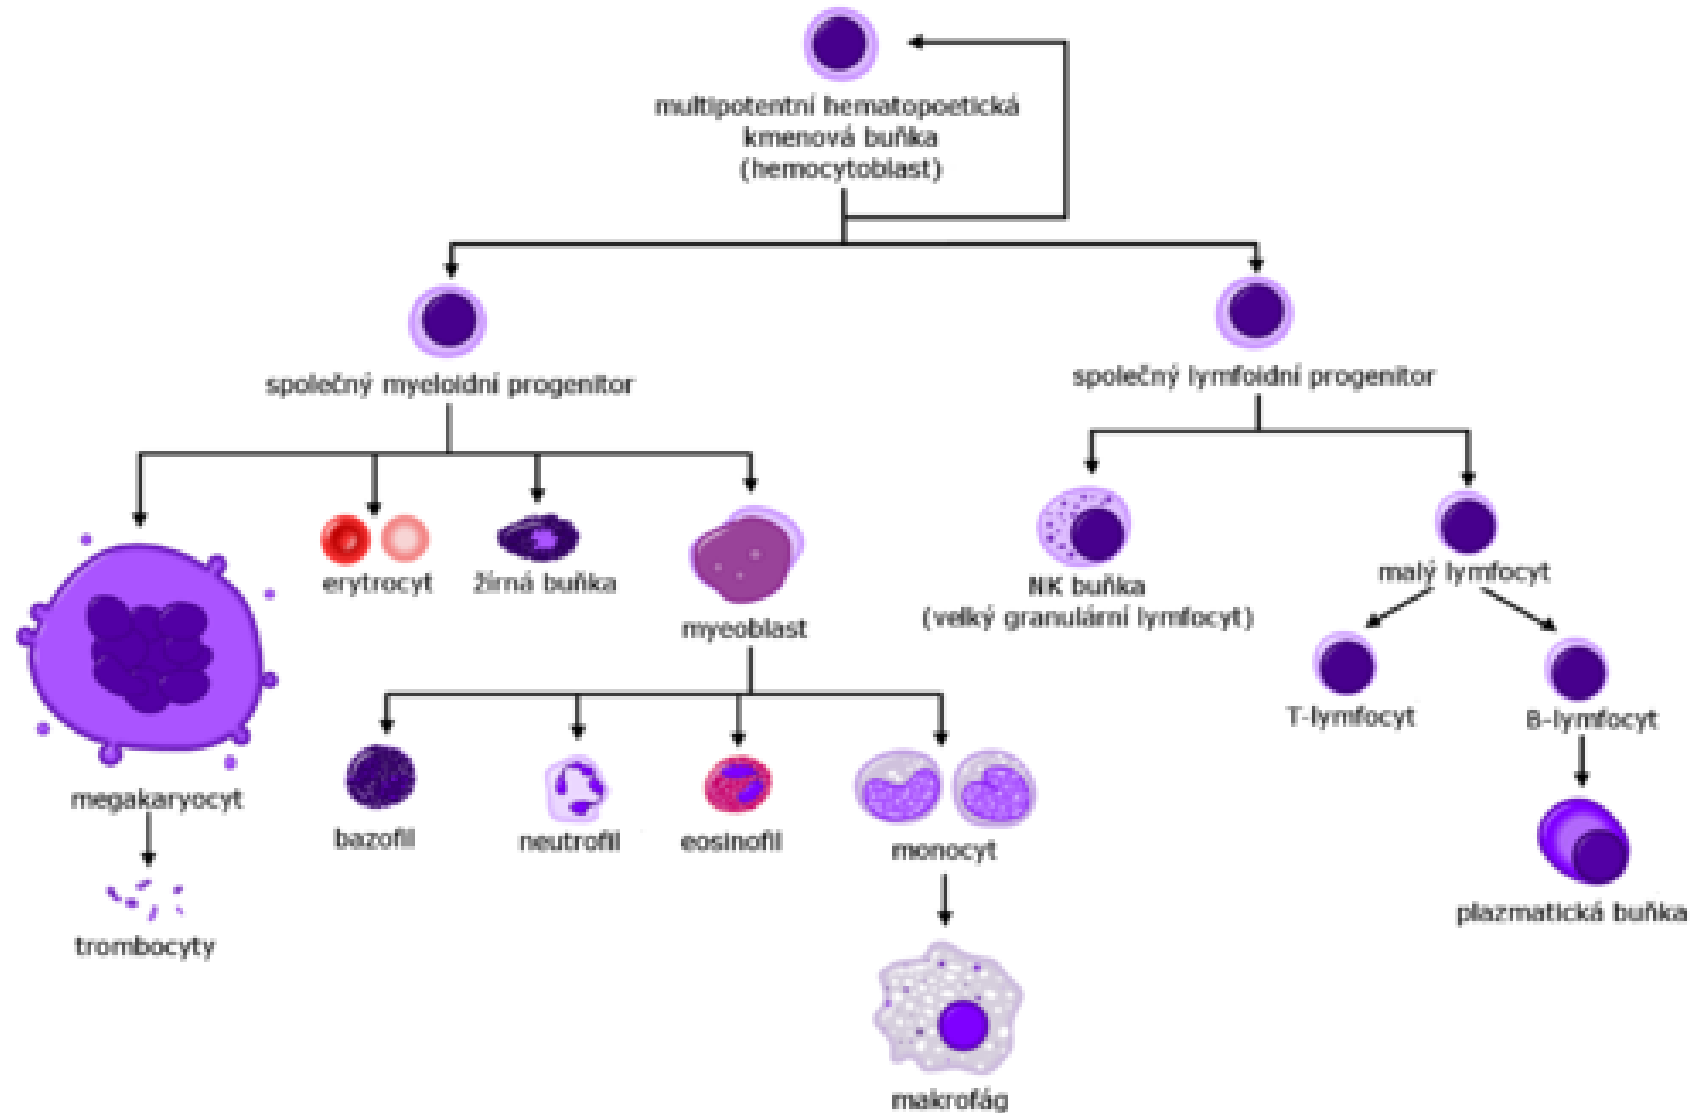 multipotentní hematopoetická
kmenová buňka
(hemocytoblast)
společný myeloidní progenitor
společný lymfoidní progenitor
erytrocyt
žírná buňka
myeoblast
NK buňka
(velký granulární lymfocyt)
malý lymfocyt
T-lymfocyt
B-lymfocyt
megakaryocyt
bazofil
neutrofil
eosinofil
monocyt
plazmatická buňka
trombocyty
makrofág